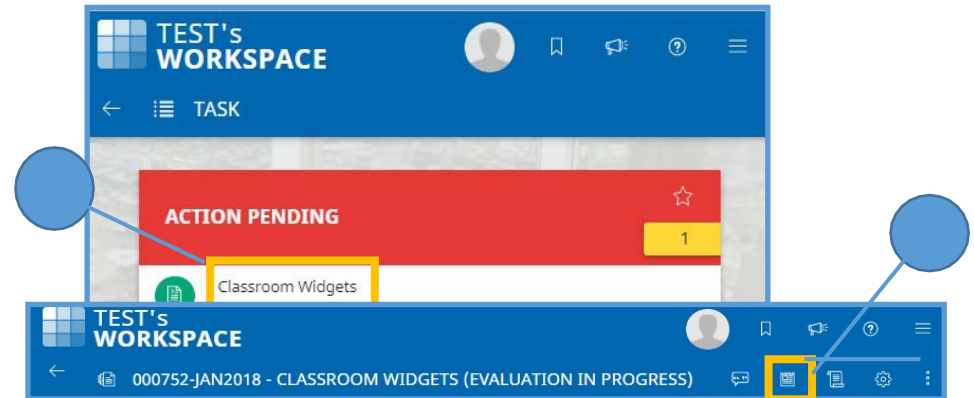 TEST's
WORKSPACE
TASK
ACTION PENDING
1
Classroom Widgets
TEST's
WORKSPACE
000752-JAN2018 - CLASSROOM WIDGETS (EVALUATION IN PROGRESS)